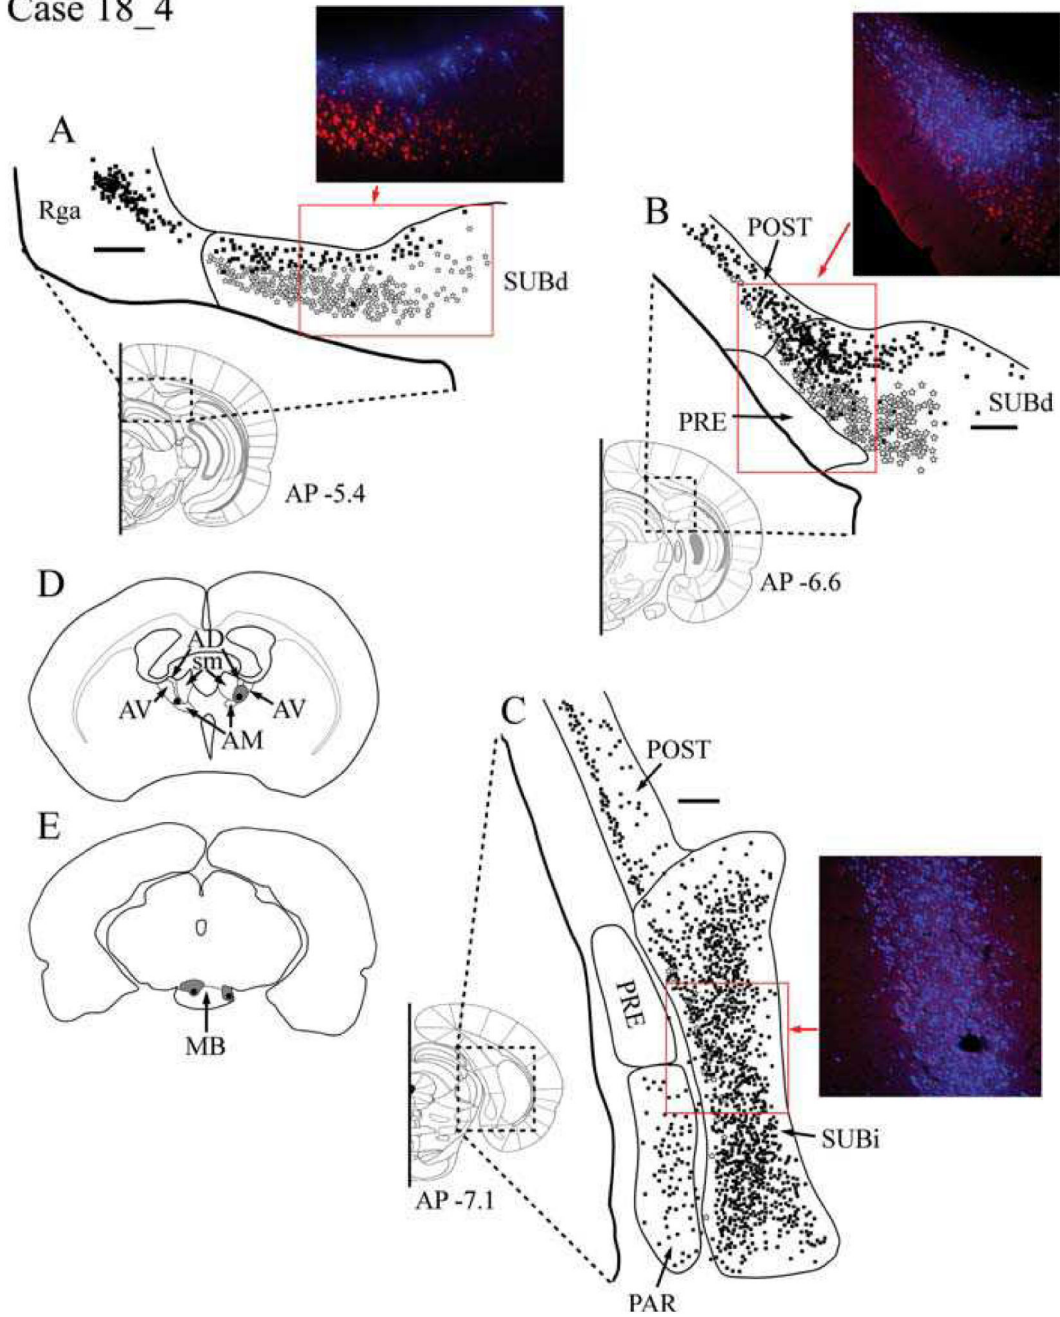 Case 18_4
A
Rga
SUBd
AP -5.4
B
POST
PRE
SUBd
AP -6.6
D
AD
sm
AV
AV
AM
E
MB
C
POST
PRE
SUBi
AP -7.1
PAR